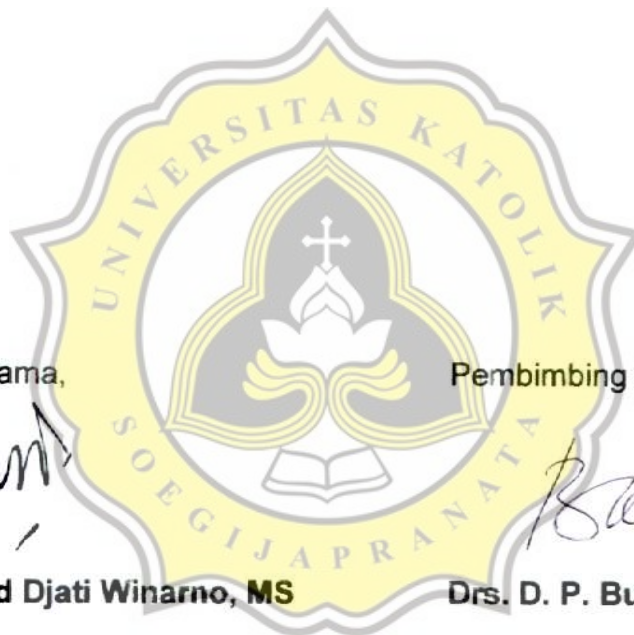 UNIVERSITAS KATOLIK
SOEGIJAPRANATA
ama,
Pembimbing
d Djati Winarno, MS
Drs. D. P. Bu